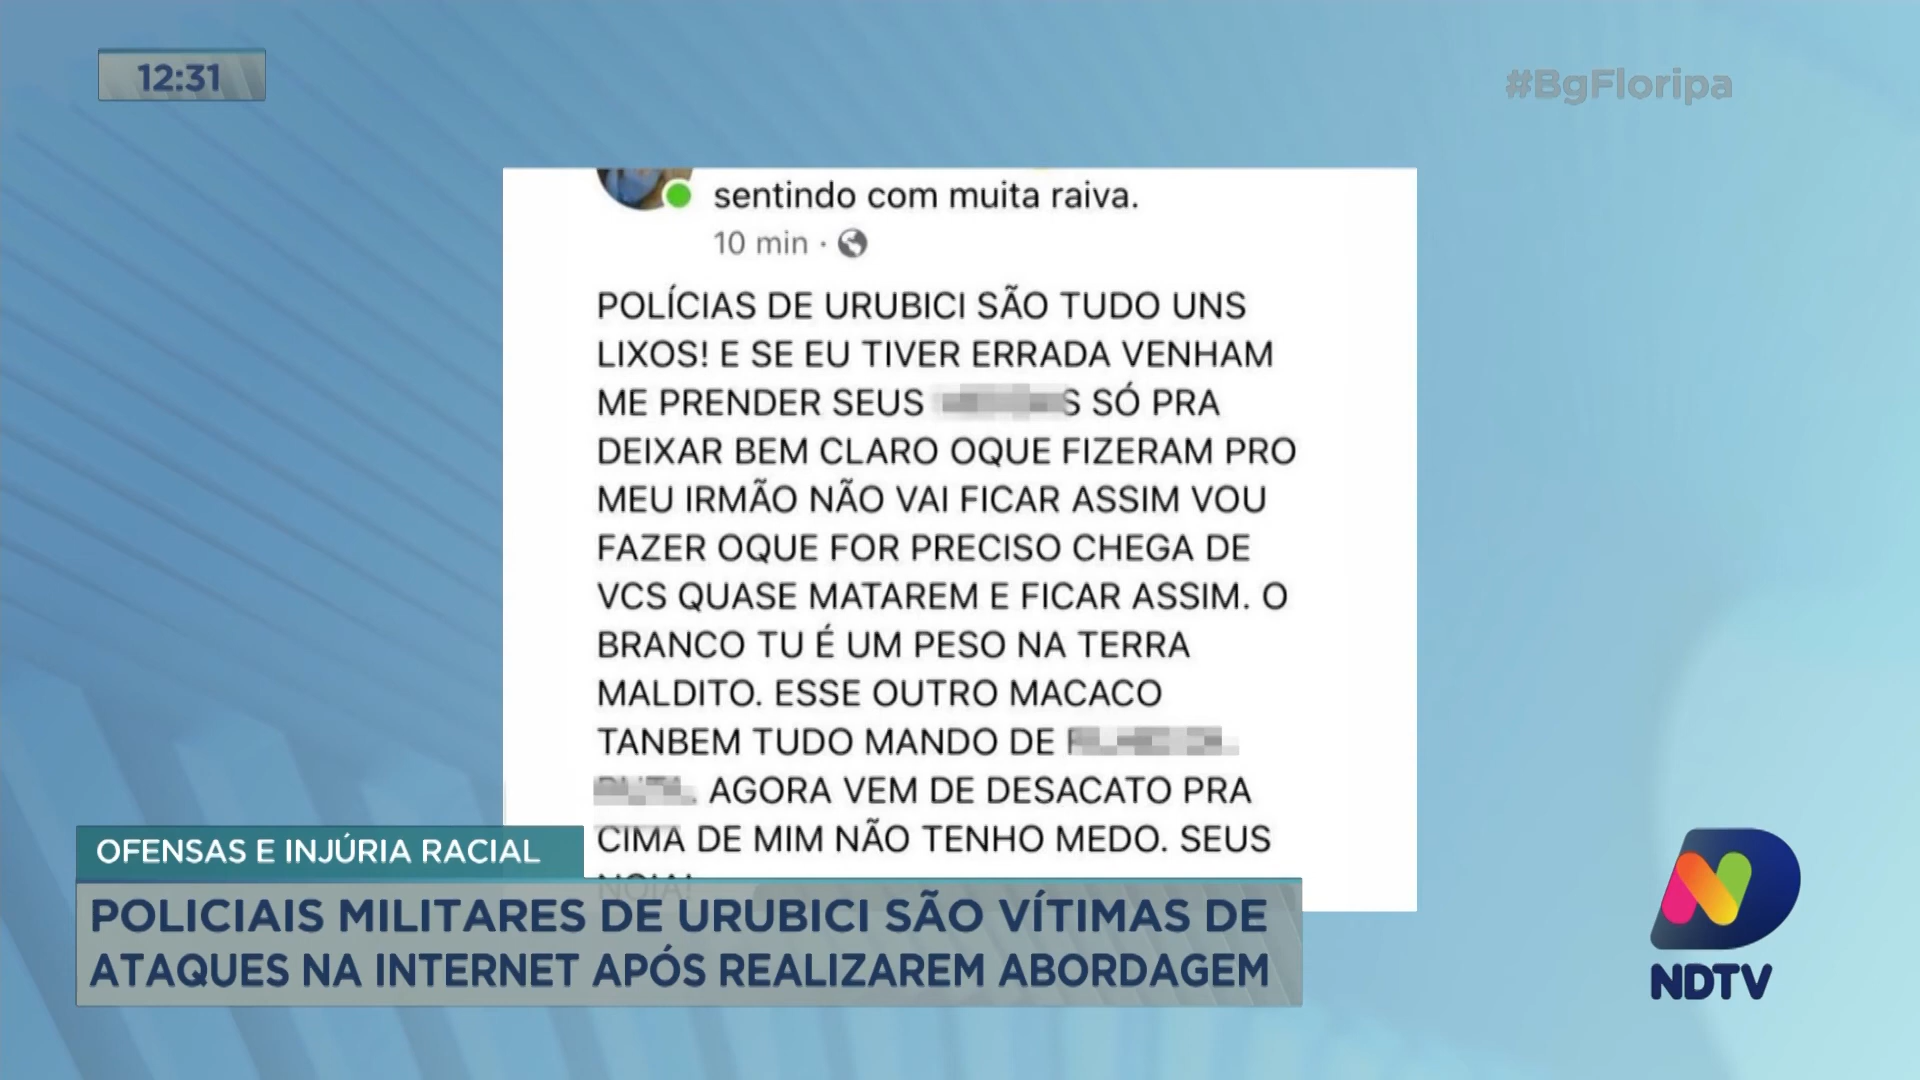 12:31
#BgFloripa
sentindo com muita raiva.
10 min ·
POLÍCIAS DE URUBICI SÃO TUDO UNS
LIXOS! E SE EU TIVER ERRADA VENHAM
ME PRENDER SEUS S SÓ PRA
DEIXAR BEM CLARO OQUE FIZERAM PRO
MEU IRMÃO NÃO VAI FICAR ASSIM VOU
FAZER OQUE FOR PRECISO CHEGA DE
VCS QUASE MATAREM E FICAR ASSIM. O
BRANCO TU É UM PESO NA TERRA
MALDITO. ESSE OUTRO MACACO
TANBEM TUDO MANDO DE
AGORA VEM DE DESACATO PRA
CIMA DE MIM NÃO TENHO MEDO. SEUS
OFENSAS E INJÚRIA RACIAL
POLICIAIS MILITARES DE URUBICI SÃO VÍTIMAS DE
ATAQUES NA INTERNET APÓS REALIZAREM ABORDAGEM
NDTV